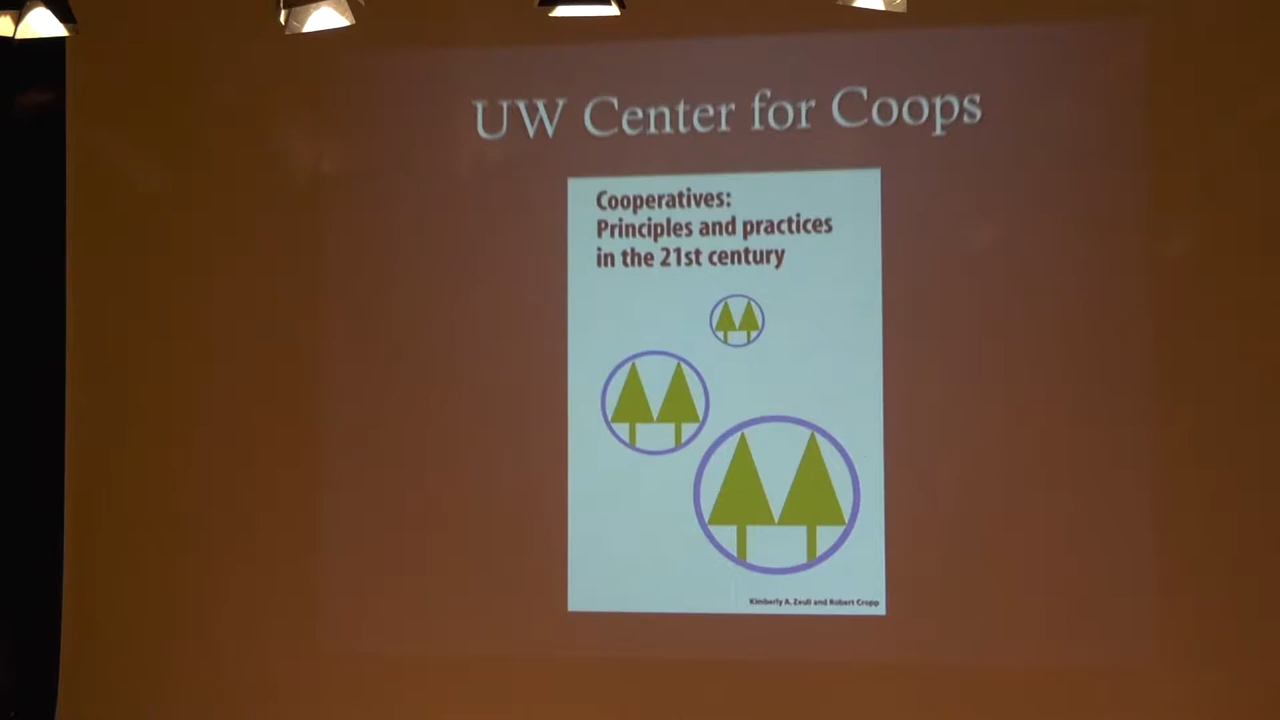 UW Center for Coops
Cooperatives:
Principles and practices
in the 21st century
Kimberly A. Zeuli and Robert Cropp